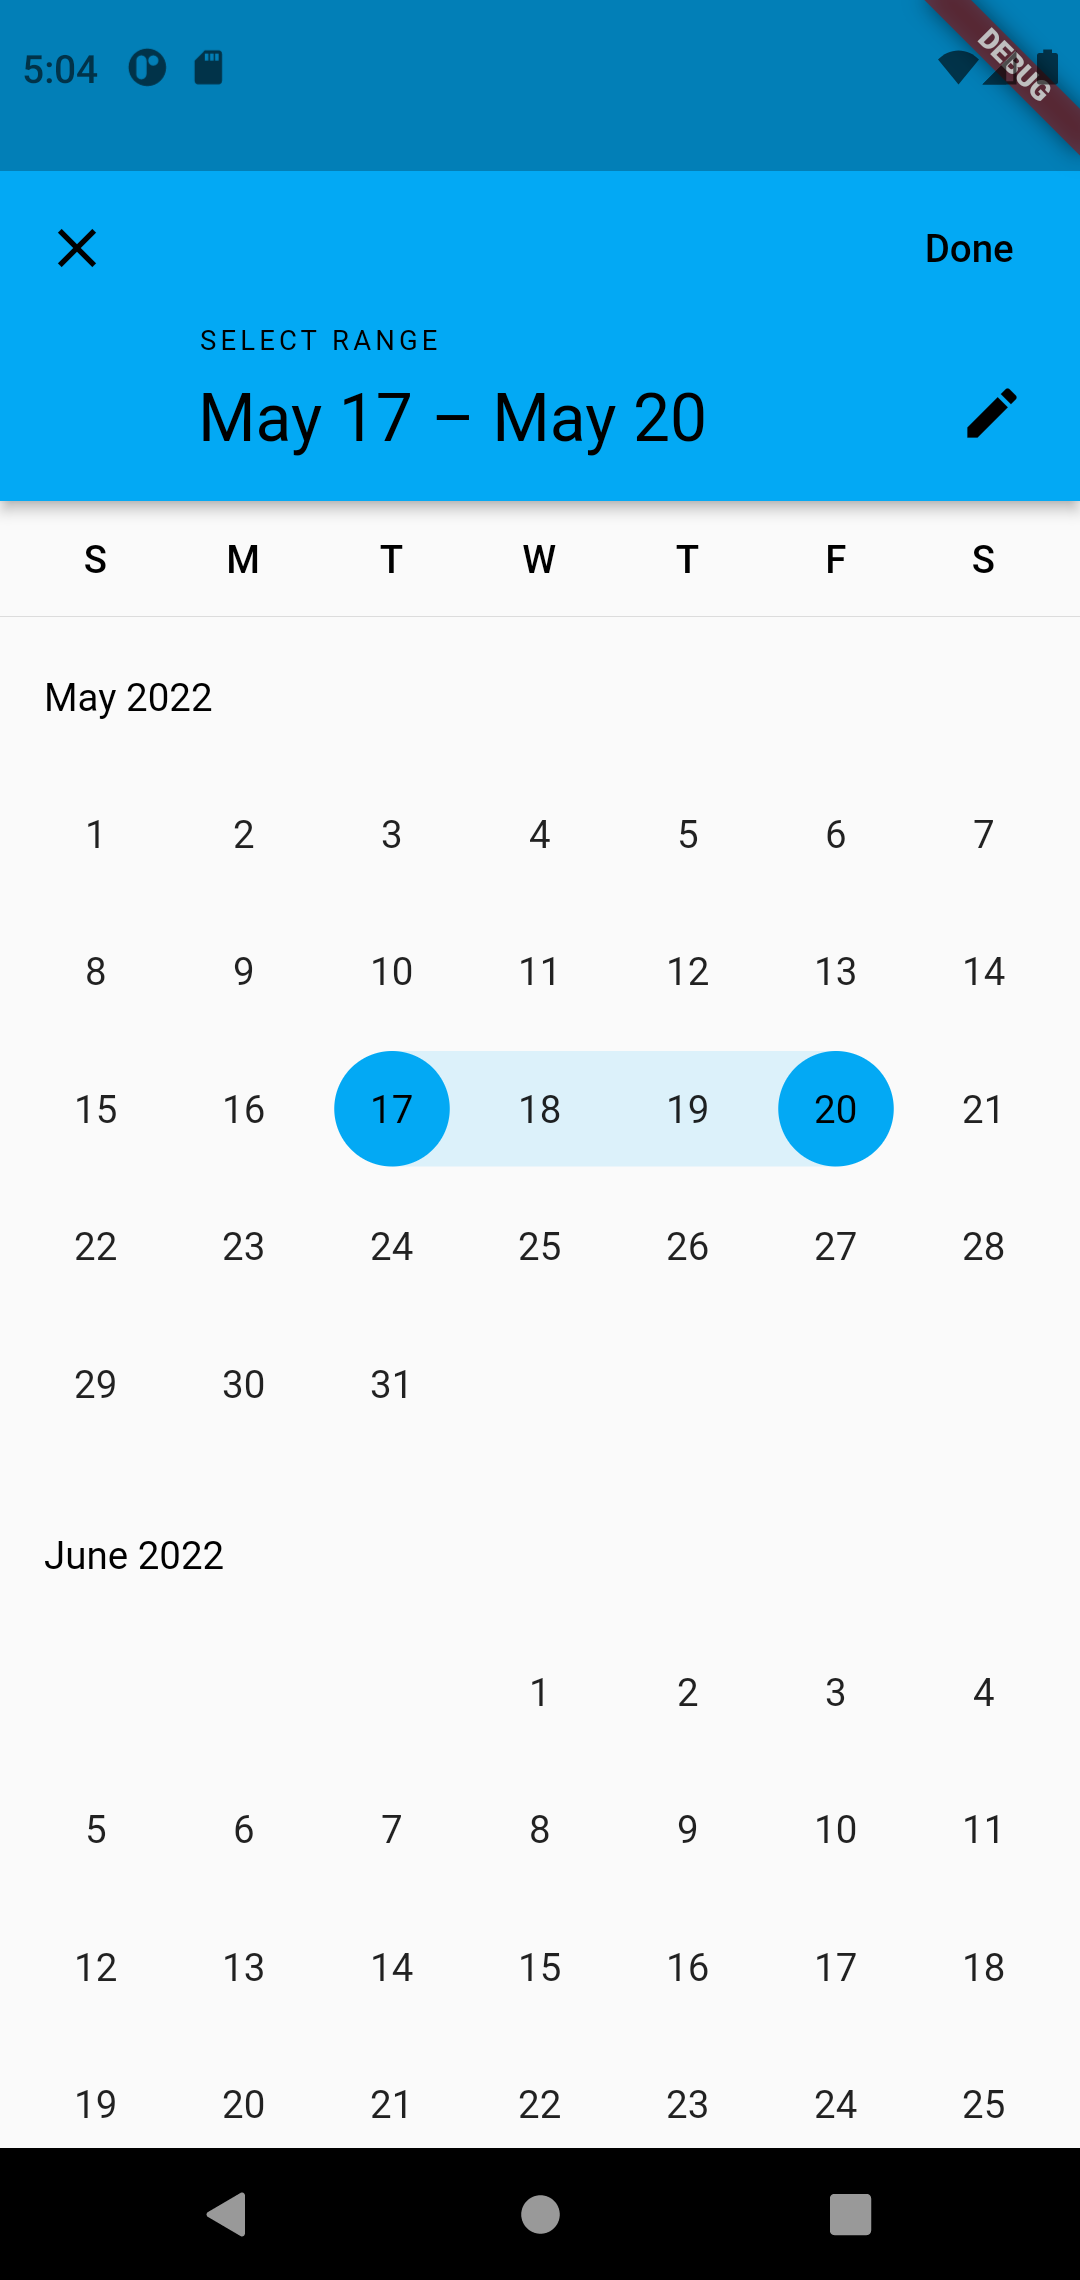 5:04
DEBUG
Done
SELECT RANGE
May 17 – May 20
S M T W T F S
May 2022
1 2 3 4 5 6 7
8 9 10 11 12 13 14
15 16 17 18 19 20 21
22 23 24 25 26 27 28
29 30 31
June 2022
1 2 3 4
5 6 7 8 9 10 11
12 13 14 15 16 17 18
19 20 21 22 23 24 25